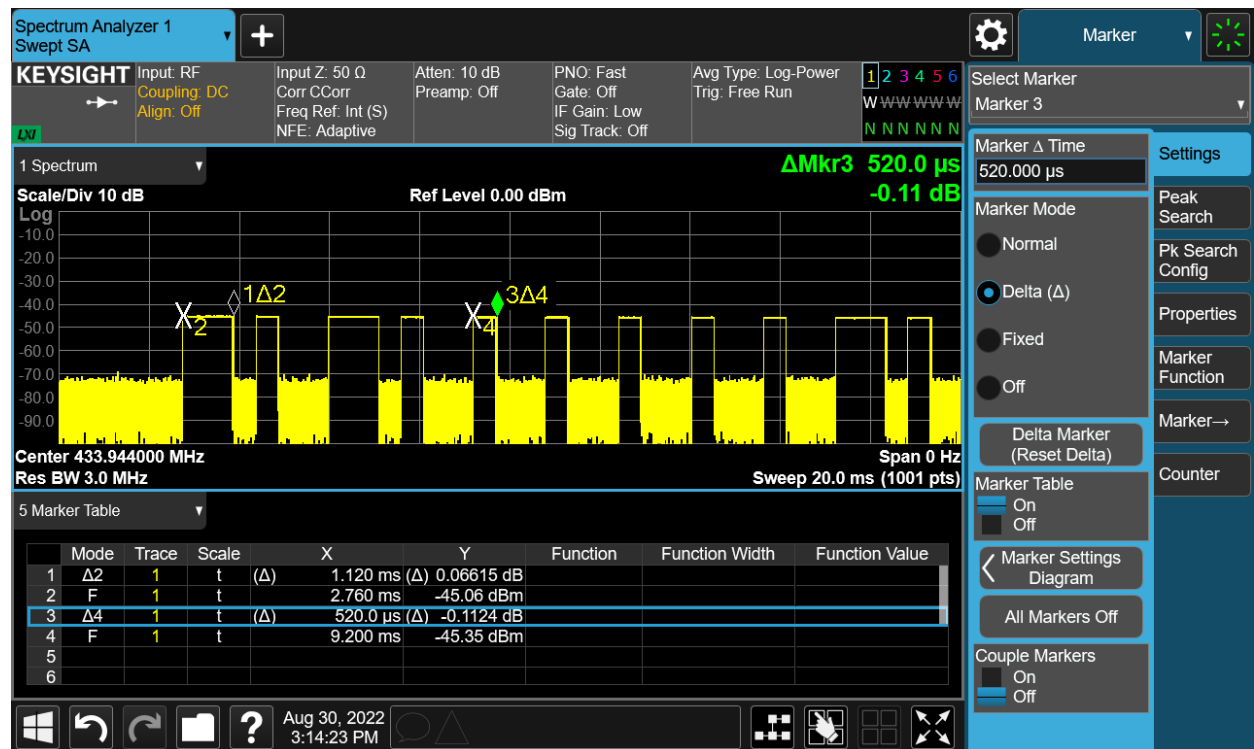 Spectrum Analyzer 1
Swept SA
+
Marker
KEYSIGHT
LXI
Input: RF
Coupling: DC
Align: Off
Input Z: 50 Ω
Corr CCorr
Freq Ref: Int (S)
NFE: Adaptive
Atten: 10 dB
Preamp: Off
PNO: Fast
Gate: Off
IF Gain: Low
Sig Track: Off
Avg Type: Log-Power
Trig: Free Run
1 2 3 4 5 6
W W W W W W
N N N N N N
1 Spectrum
ΔMkr3 520.0 µs
-0.11 dB
Scale/Div 10 dB
Ref Level 0.00 dBm
Log
-10.0
-20.0
-30.0
-40.0
-50.0
-60.0
-70.0
-80.0
-90.0
1Δ2
2
3Δ4
4
Center 433.944000 MHz
Span 0 Hz
Res BW 3.0 MHz
Sweep 20.0 ms (1001 pts)
5 Marker Table
Mode Trace Scale X Y Function Function Width Function Value
1 Δ2 1 t (Δ) 1.120 ms (Δ) 0.06615 dB
2 F 1 t 2.760 ms -45.06 dBm
3 Δ4 1 t (Δ) 520.0 µs (Δ) -0.1124 dB
4 F 1 t 9.200 ms -45.35 dBm
5
6
?
Aug 30, 2022
3:14:23 PM
Select Marker
Marker 3
Marker Δ Time
520.000 µs
Marker Mode
Normal
Delta (Δ)
Fixed
Off
Delta Marker
(Reset Delta)
Marker Table
On
Off
Marker Settings
Diagram
All Markers Off
Couple Markers
On
Off
Settings
Peak
Search
Pk Search
Config
Properties
Marker
Function
Marker→
Counter